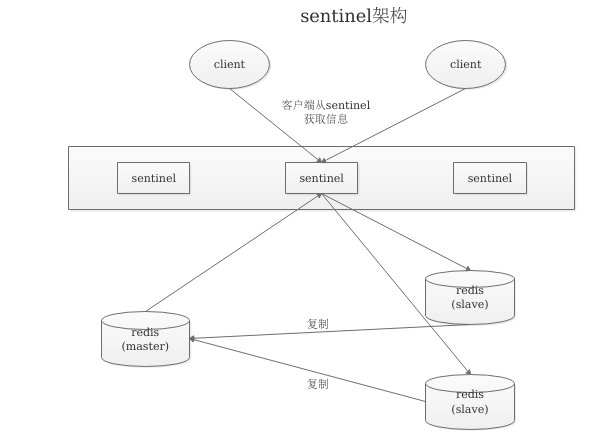 sentinel架构
client
client
客户端从sentinel
获取信息
sentinel
sentinel
sentinel
redis
(slave)
复制
redis
(master)
复制
redis
(slave)